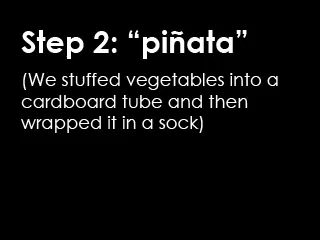 Step 2: “piñata”
(We stuffed vegetables into a
cardboard tube and then
wrapped it in a sock)